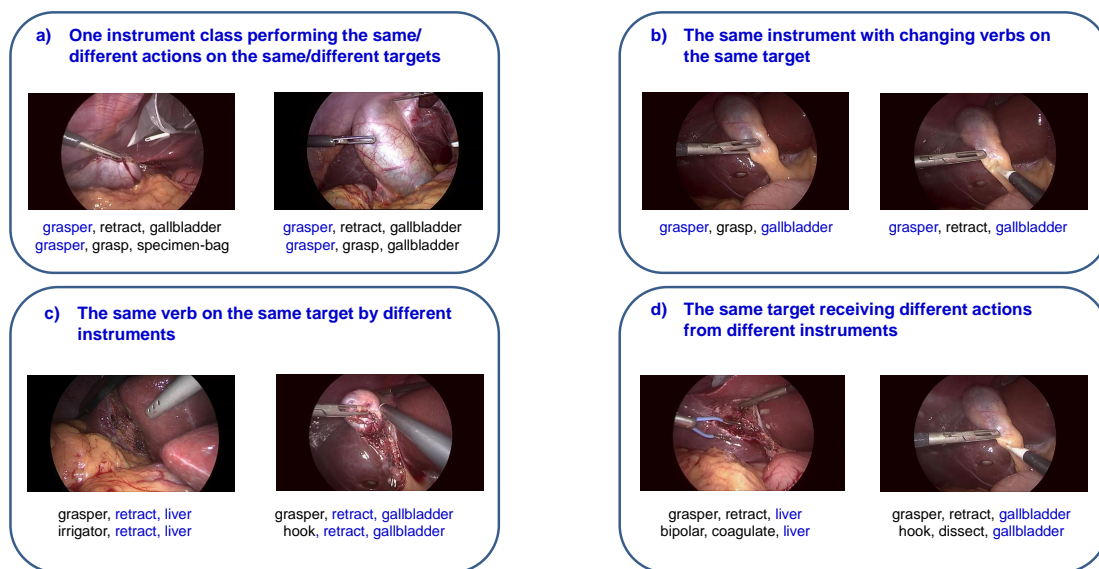 a) One instrument class performing the same/
different actions on the same/different targets
grasper, retract, gallbladder
grasper, grasp, specimen-bag
grasper, retract, gallbladder
grasper, grasp, gallbladder
b) The same instrument with changing verbs on
the same target
grasper, grasp, gallbladder
grasper, retract, gallbladder
c) The same verb on the same target by different
instruments
grasper, retract, liver
irrigator, retract, liver
grasper, retract, gallbladder
hook, retract, gallbladder
d) The same target receiving different actions
from different instruments
grasper, retract, liver
bipolar, coagulate, liver
grasper, retract, gallbladder
hook, dissect, gallbladder